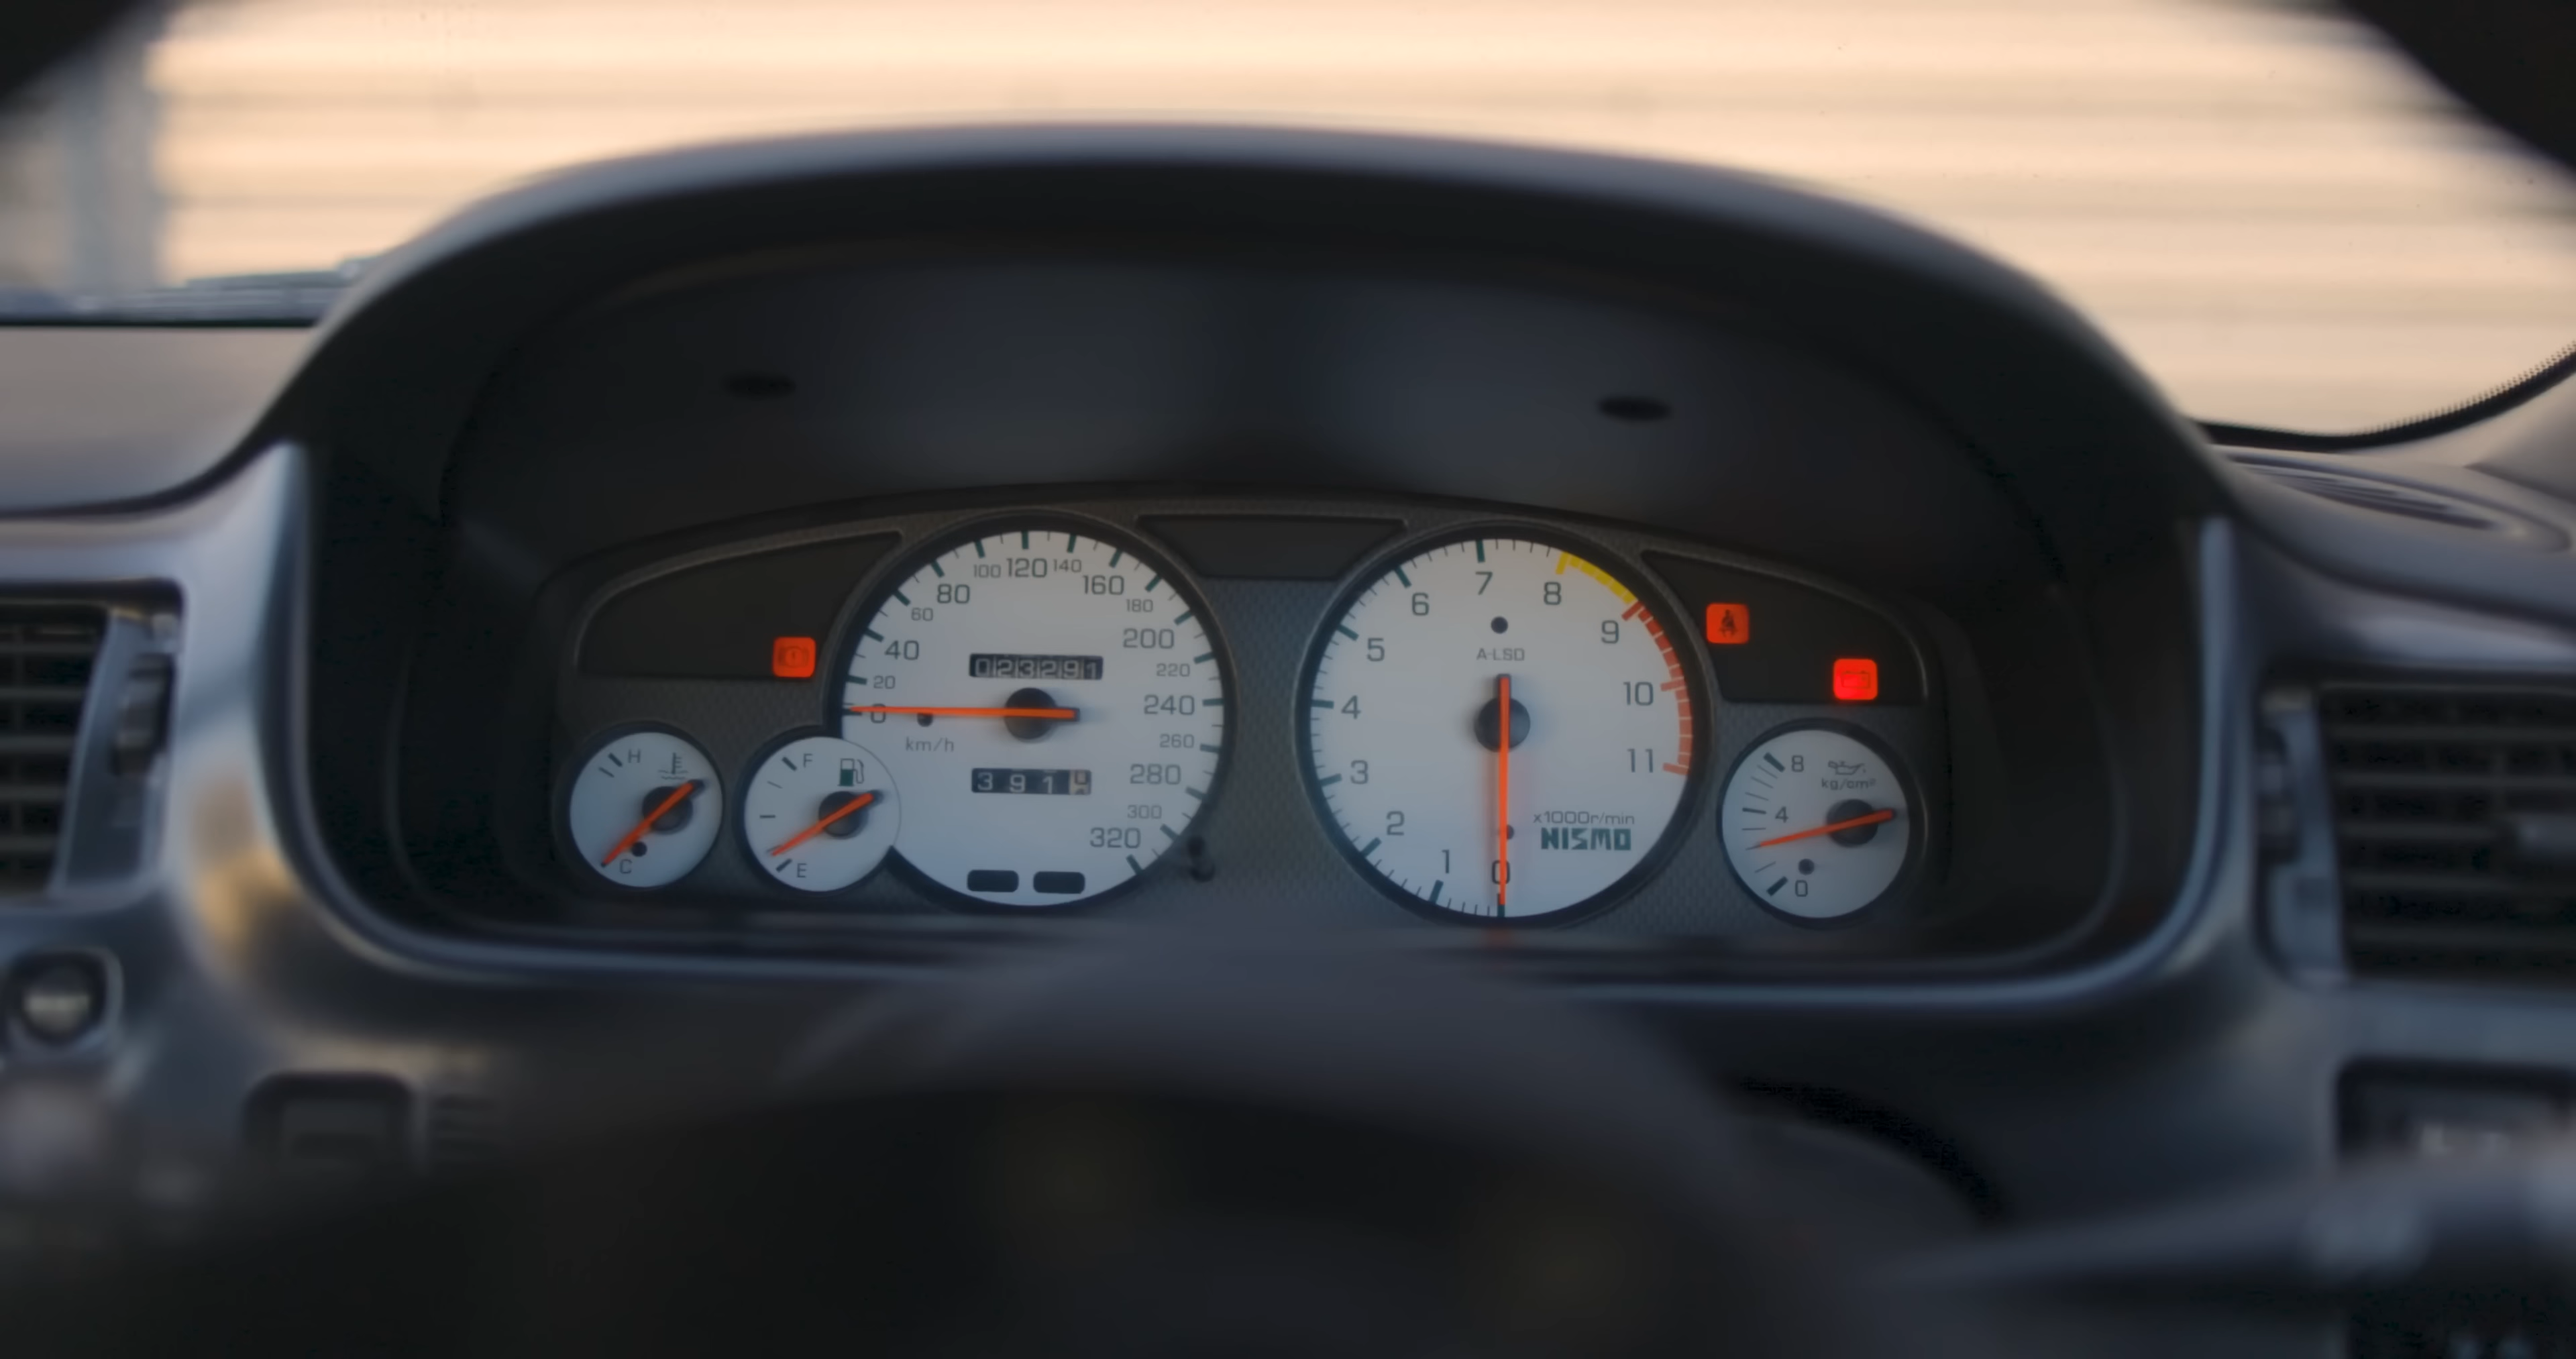 100 120 140
80 160
60 180
40 200
20 220
0 240
km/h 260
280
300
320
023291
391
H
C
F
E
7
6 8
5 9
A-LSD
4 10
3 11
2
1 0
x1000r/min
NISMO
8
kg/cm²
4
0